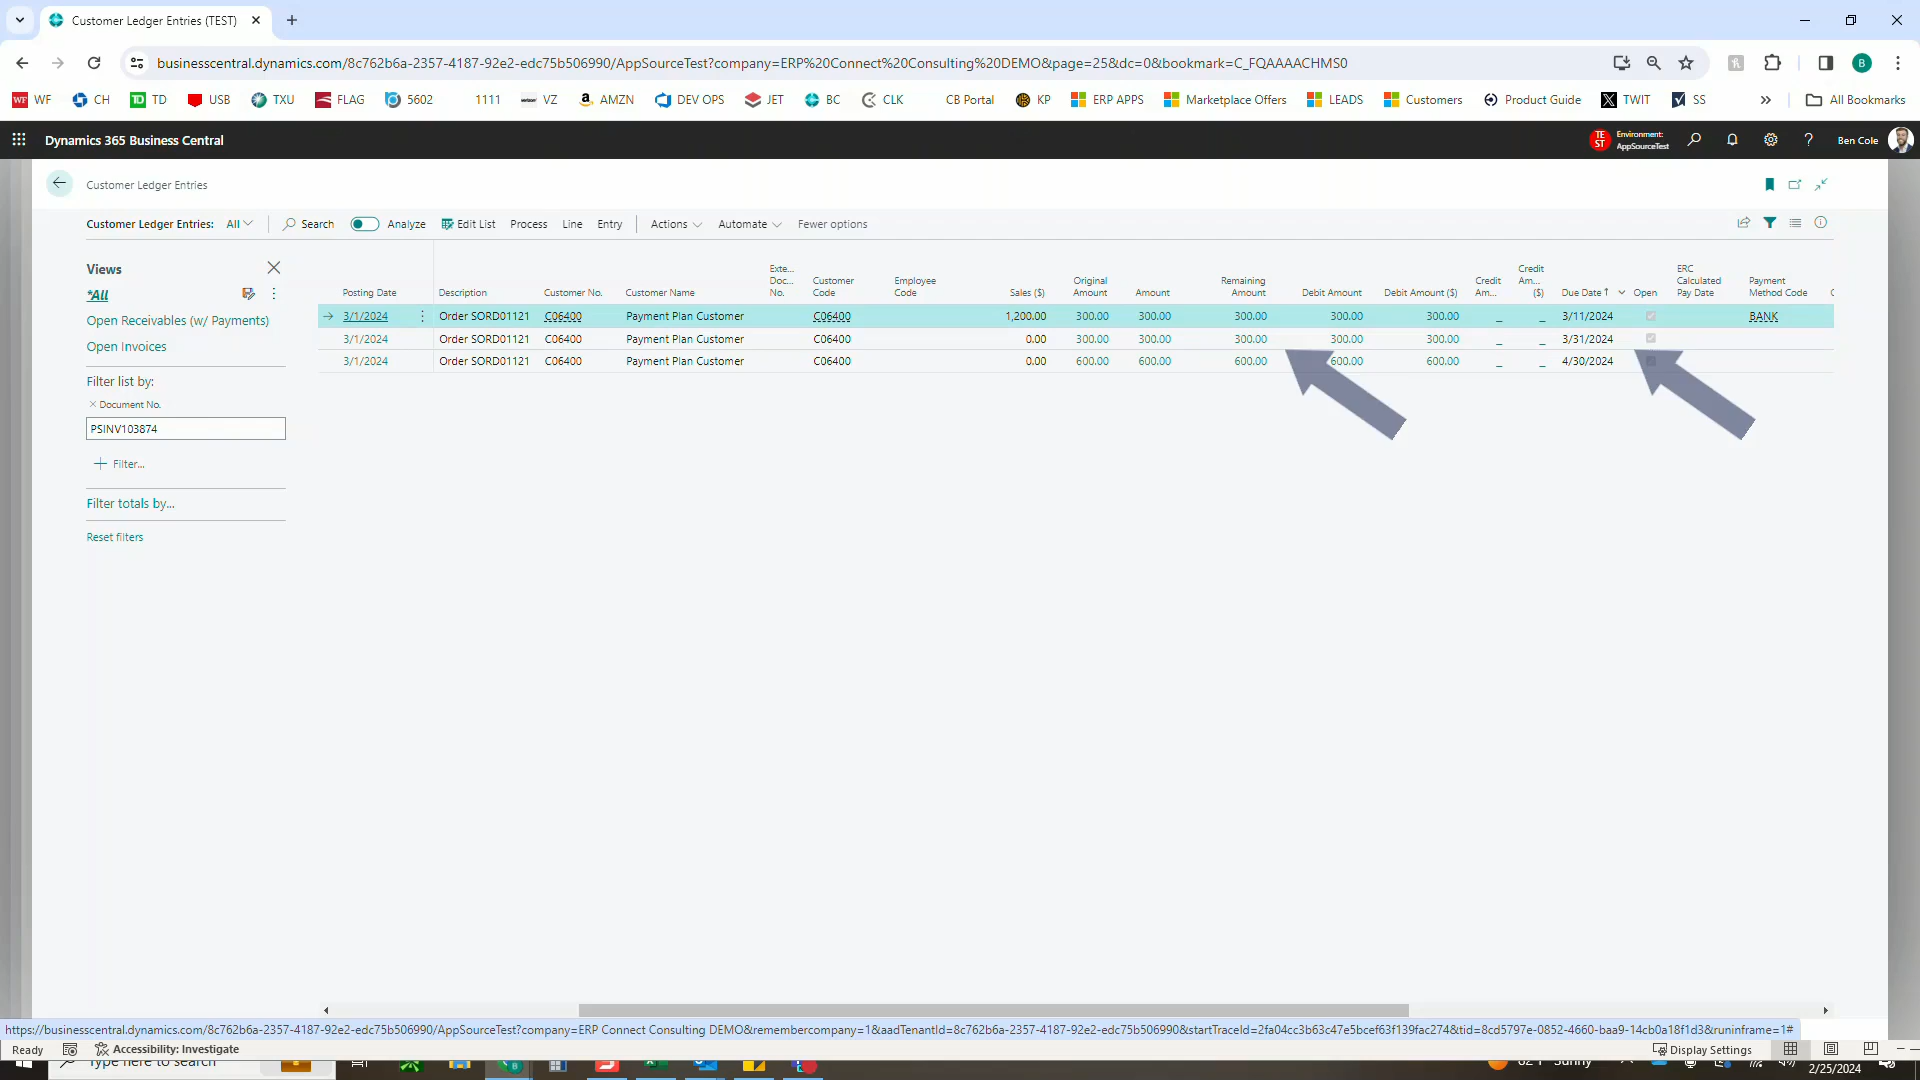 Customer Ledger Entries (TEST)
businesscentral.dynamics.com/8c762b6a-2357-4187-92e2-edc75b506990/AppSourceTest?company=ERP%20Connect%20Consulting%20DEMO&page=25&dc=0&bookmark=C_FQAAAACHMS0
B
WF CH TD USB TXU FLAG 5602 1111 VZ AMZN DEV OPS JET BC CLK CB Portal KP ERP APPS Marketplace Offers LEADS Customers Product Guide TWIT SS All Bookmarks
Dynamics 365 Business Central
TE ST
Environment: AppSourceTest
Ben Cole
Customer Ledger Entries
Customer Ledger Entries: All Search Analyze Edit List Process Line Entry Actions Automate Fewer options
Views
*All
Open Receivables (w/ Payments)
Open Invoices
Filter list by:
× Document No.
PSINV103874
Filter...
Filter totals by...
Reset filters
Posting Date Description Customer No. Customer Name Exte... Doc... No. Customer Code Employee Code Sales ($) Original Amount Amount Remaining Amount Debit Amount Debit Amount ($) Credit Am... Credit Am... ($) Due Date↑ Open ERC Calculated Pay Date Payment Method Code
3/1/2024 Order SORD01121 C06400 Payment Plan Customer C06400 1,200.00 300.00 300.00 300.00 300.00 300.00 _ _ 3/11/2024 BANK
3/1/2024 Order SORD01121 C06400 Payment Plan Customer C06400 0.00 300.00 300.00 300.00 300.00 300.00 _ _ 3/31/2024
3/1/2024 Order SORD01121 C06400 Payment Plan Customer C06400 0.00 600.00 600.00 600.00 600.00 600.00 _ _ 4/30/2024
https://businesscentral.dynamics.com/8c762b6a-2357-4187-92e2-edc75b506990/AppSourceTest?company=ERP Connect Consulting DEMO&remembercompany=1&aadTenantId=8c762b6a-2357-4187-92e2-edc75b506990&startTraceId=2fa04cc3b63c47e5bcef63f139fac274&tid=8cd5797e-0852-4660-baa9-14cb0a18f1d3&runinframe=1#
Ready Accessibility: Investigate Display Settings
Type here to search
Sunny
2/25/2024